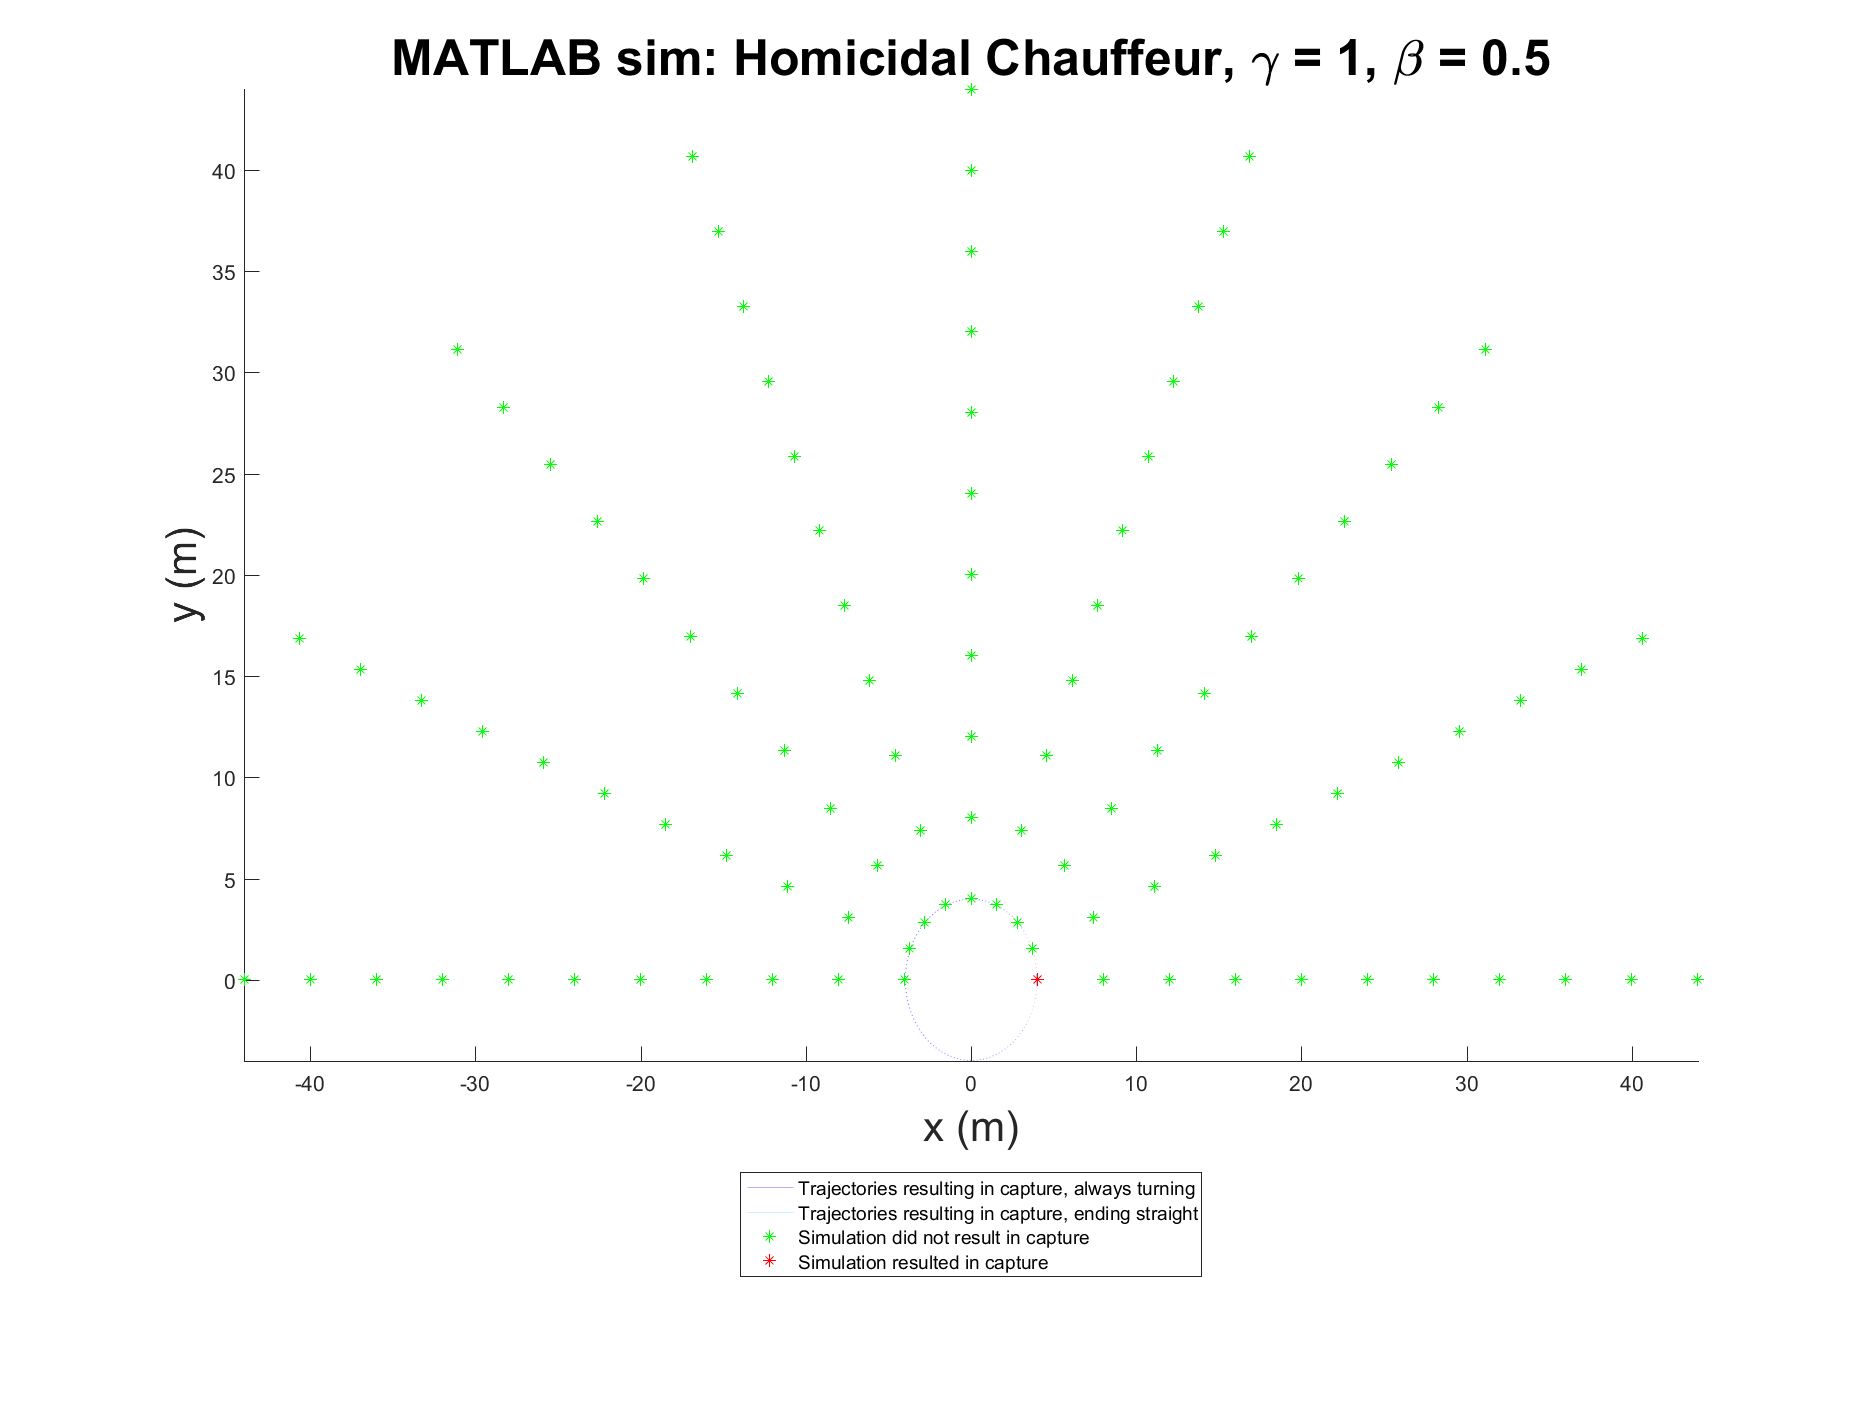 MATLAB sim: Homicidal Chauffeur, γ = 1, β = 0.5
40
35
30
25
20
15
10
5
0
y (m)
-40 -30 -20 -10 0 10 20 30 40
x (m)
Trajectories resulting in capture, always turning
Trajectories resulting in capture, ending straight
Simulation did not result in capture
Simulation resulted in capture